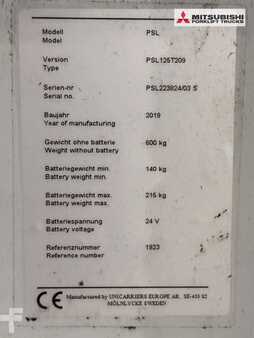 MITSUBISHI
FORKLIFT TRUCKS
Modell PSL
Model
Version PSL125T209
Type
Serien-nr PSL223824/03 S
Serial no.
Baujahr 2019
Year of manufacturing
Gewicht ohne batterie 600 kg
Weight without battery
Batteriegewicht min. 140 kg
Battery weight min.
Batteriegewicht max. 215 kg
Battery weight max.
Batteriespannung 24 V
Battery voltage
Referenznummer 1923
Reference number
CE Manufactured by UNICARRIERS EUROPE AB, SE-435 82
MÖLNLYCKE SWEDEN